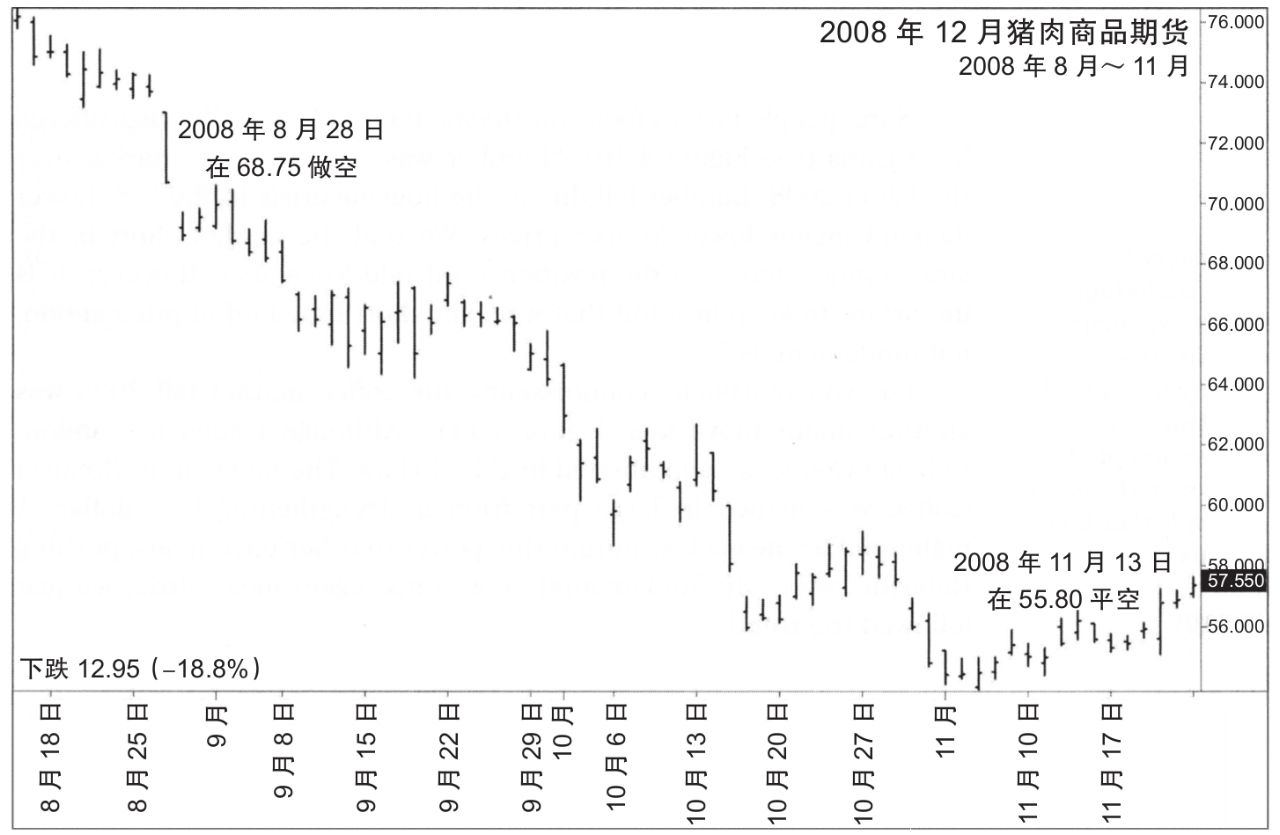 2008 年 12 月猪肉商品期货
2008 年 8 月～ 11 月
76.000
74.000
72.000
70.000
68.000
66.000
64.000
62.000
60.000
58.000
57.550
56.000
2008 年 8 月 28 日
在 68.75 做空
2008 年 11 月 13 日
在 55.80 平空
下跌 12.95 (−18.8%)
8 月 18 日
8 月 25 日
9 月
9 月 8 日
9 月 15 日
9 月 22 日
9 月 29 日
10 月
10 月 6 日
10 月 13 日
10 月 20 日
10 月 27 日
11 月
11 月 10 日
11 月 17 日